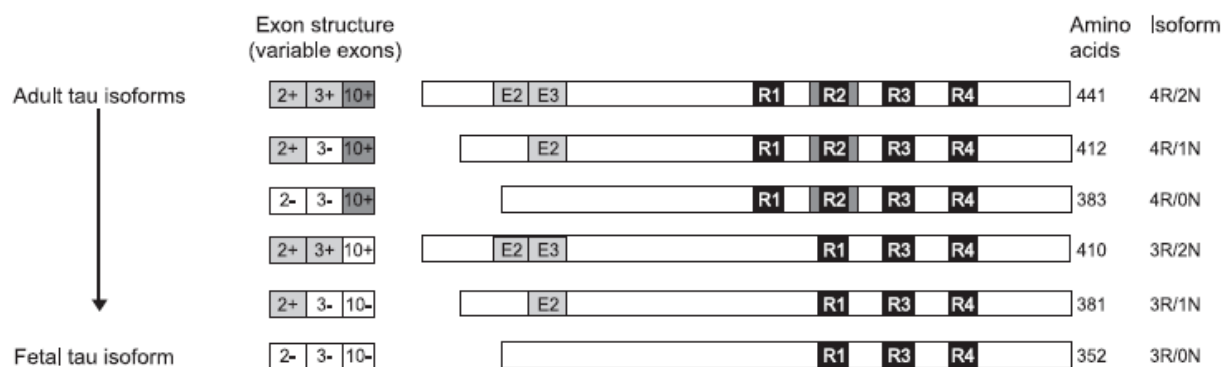 Exon structure Amino Isoform
(variable exons) acids
Adult tau isoforms 2+ 3+ 10+ E2 E3 R1 R2 R3 R4 441 4R/2N
2+ 3- 10+ E2 R1 R2 R3 R4 412 4R/1N
2- 3- 10+ R1 R2 R3 R4 383 4R/0N
2+ 3+ 10+ E2 E3 R1 R3 R4 410 3R/2N
2+ 3- 10- E2 R1 R3 R4 381 3R/1N
Fetal tau isoform 2- 3- 10- R1 R3 R4 352 3R/0N